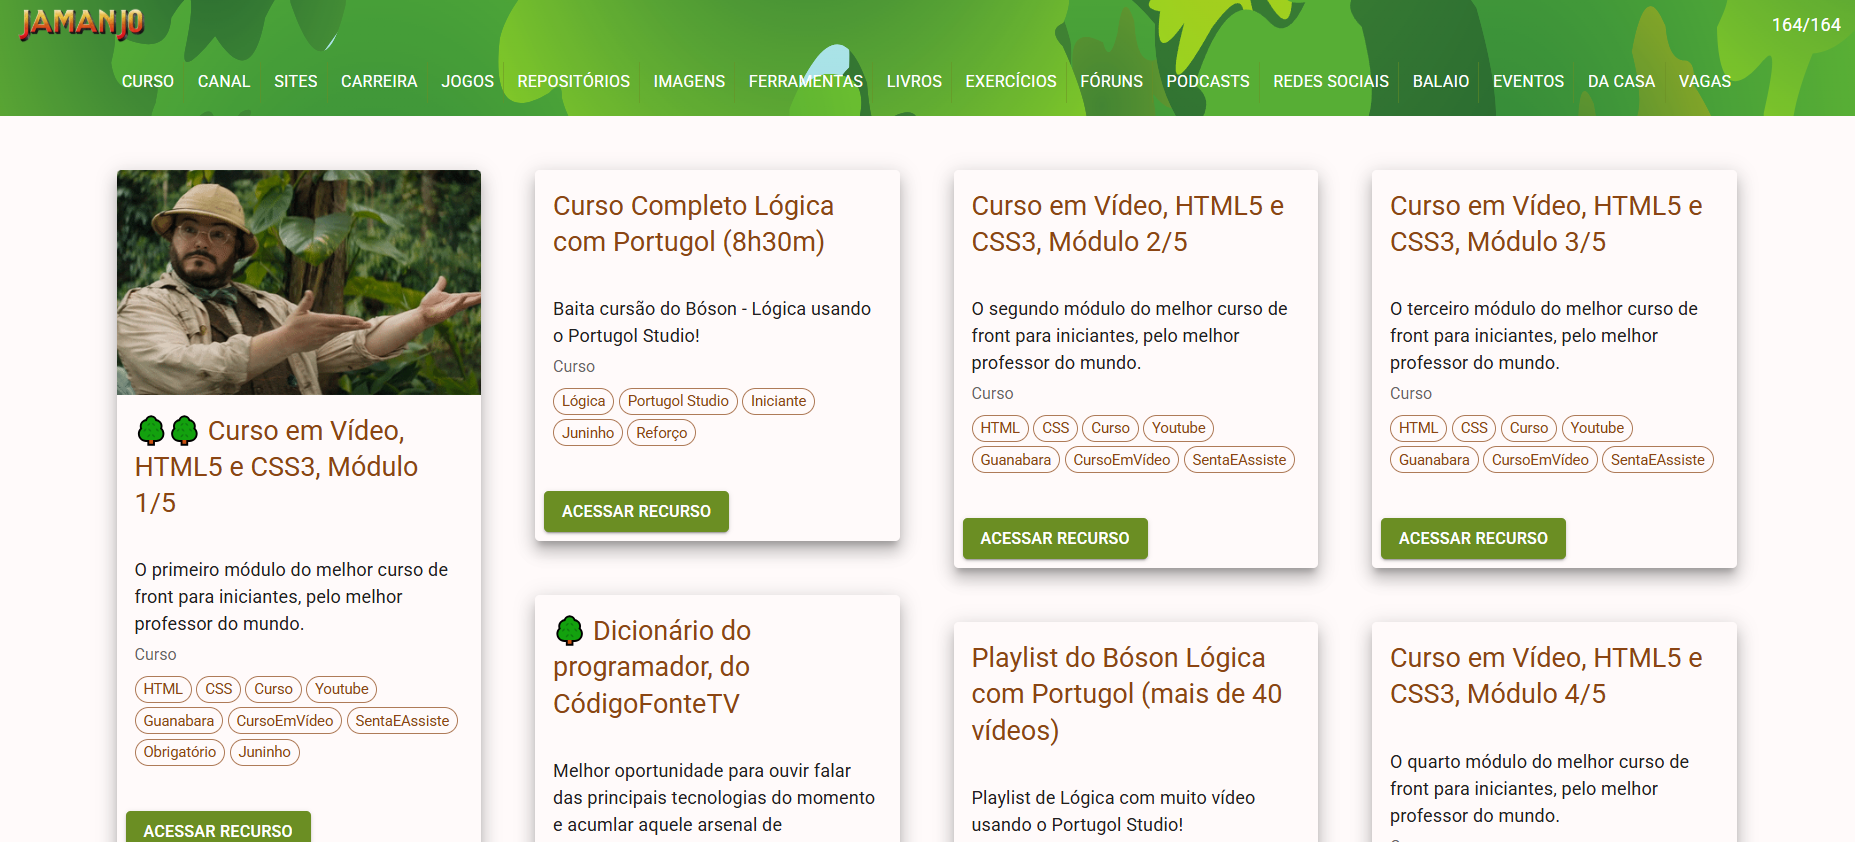 JAMANJO
164/164
CURSO CANAL SITES CARREIRA JOGOS REPOSITÓRIOS IMAGENS FERRAMENTAS LIVROS EXERCÍCIOS FÓRUNS PODCASTS REDES SOCIAIS BALAIO EVENTOS DA CASA VAGAS
🌳🌳 Curso em Vídeo,
HTML5 e CSS3, Módulo
1/5
O primeiro módulo do melhor curso de
front para iniciantes, pelo melhor
professor do mundo.
Curso
HTML CSS Curso Youtube
Guanabara CursoEmVídeo SentaEAssiste
Obrigatório Juninho
ACESSAR RECURSO
Curso Completo Lógica
com Portugol (8h30m)
Baita cursão do Bóson - Lógica usando
o Portugol Studio!
Curso
Lógica Portugol Studio Iniciante
Juninho Reforço
ACESSAR RECURSO
🌳 Dicionário do
programador, do
CódigoFonteTV
Melhor oportunidade para ouvir falar
das principais tecnologias do momento
e acumlar aquele arsenal de
Curso em Vídeo, HTML5 e
CSS3, Módulo 2/5
O segundo módulo do melhor curso de
front para iniciantes, pelo melhor
professor do mundo.
Curso
HTML CSS Curso Youtube
Guanabara CursoEmVídeo SentaEAssiste
ACESSAR RECURSO
Playlist do Bóson Lógica
com Portugol (mais de 40
vídeos)
Playlist de Lógica com muito vídeo
usando o Portugol Studio!
Curso em Vídeo, HTML5 e
CSS3, Módulo 3/5
O terceiro módulo do melhor curso de
front para iniciantes, pelo melhor
professor do mundo.
Curso
HTML CSS Curso Youtube
Guanabara CursoEmVídeo SentaEAssiste
ACESSAR RECURSO
Curso em Vídeo, HTML5 e
CSS3, Módulo 4/5
O quarto módulo do melhor curso de
front para iniciantes, pelo melhor
professor do mundo.